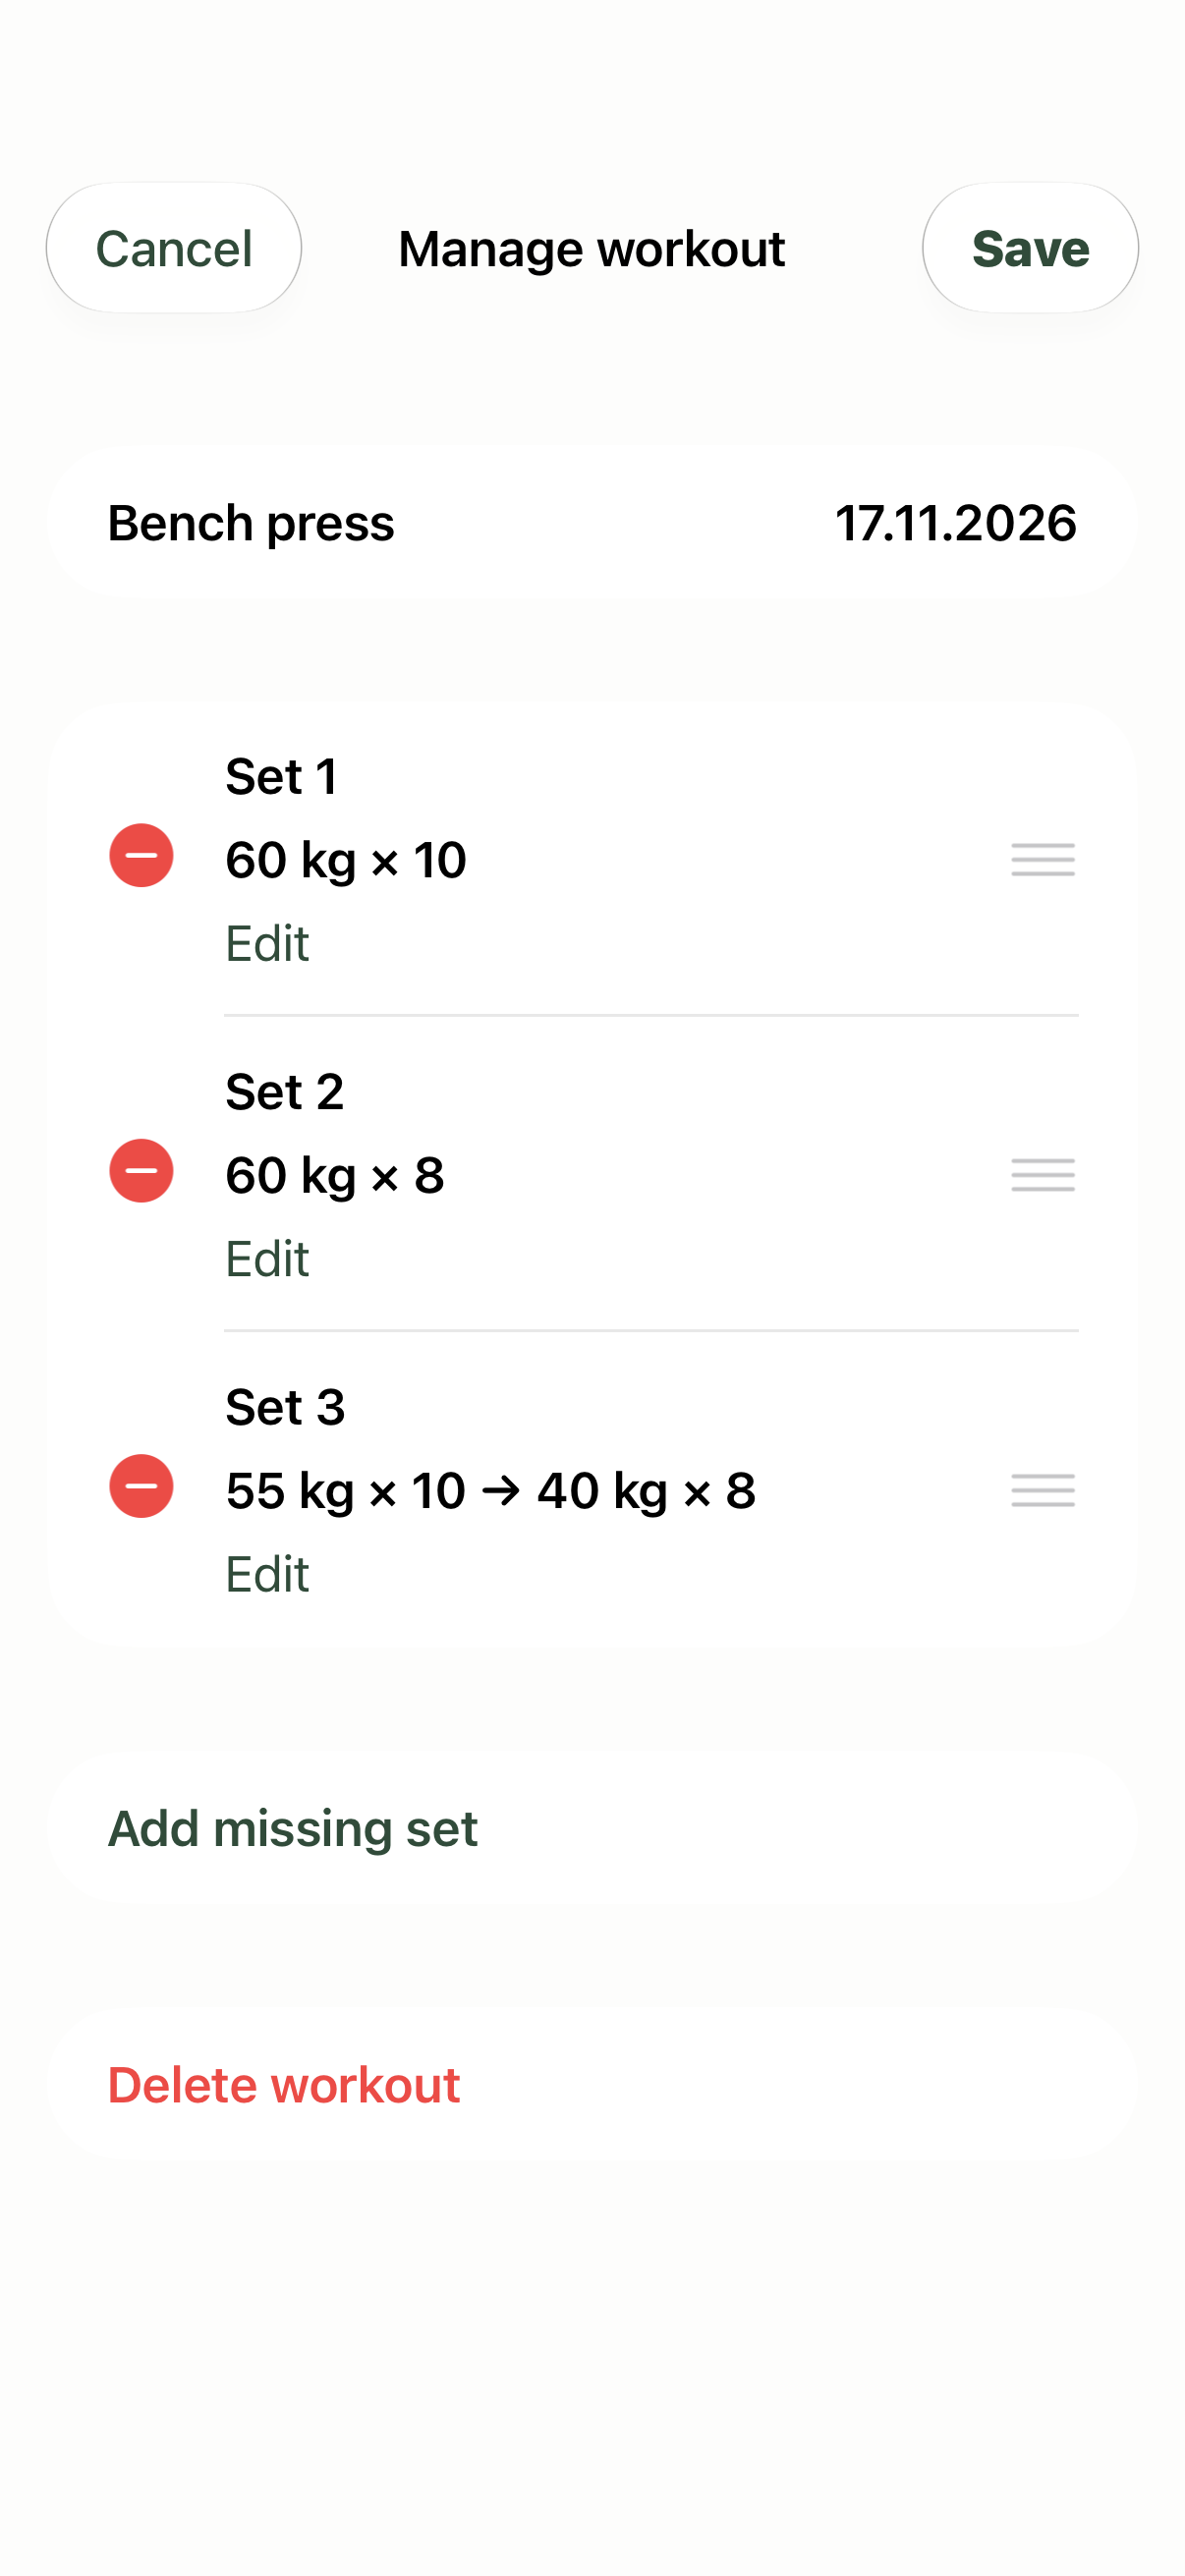 Cancel Manage workout Save
Bench press 17.11.2026
Set 1
60 kg × 10
Edit
Set 2
60 kg × 8
Edit
Set 3
55 kg × 10 → 40 kg × 8
Edit
Add missing set
Delete workout